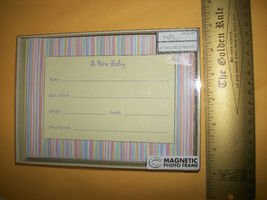 A New Baby
Name
Date of Birth
Weight Length
Proud Parents
MAGNETIC
PHOTO FRAME
The Golden Rule